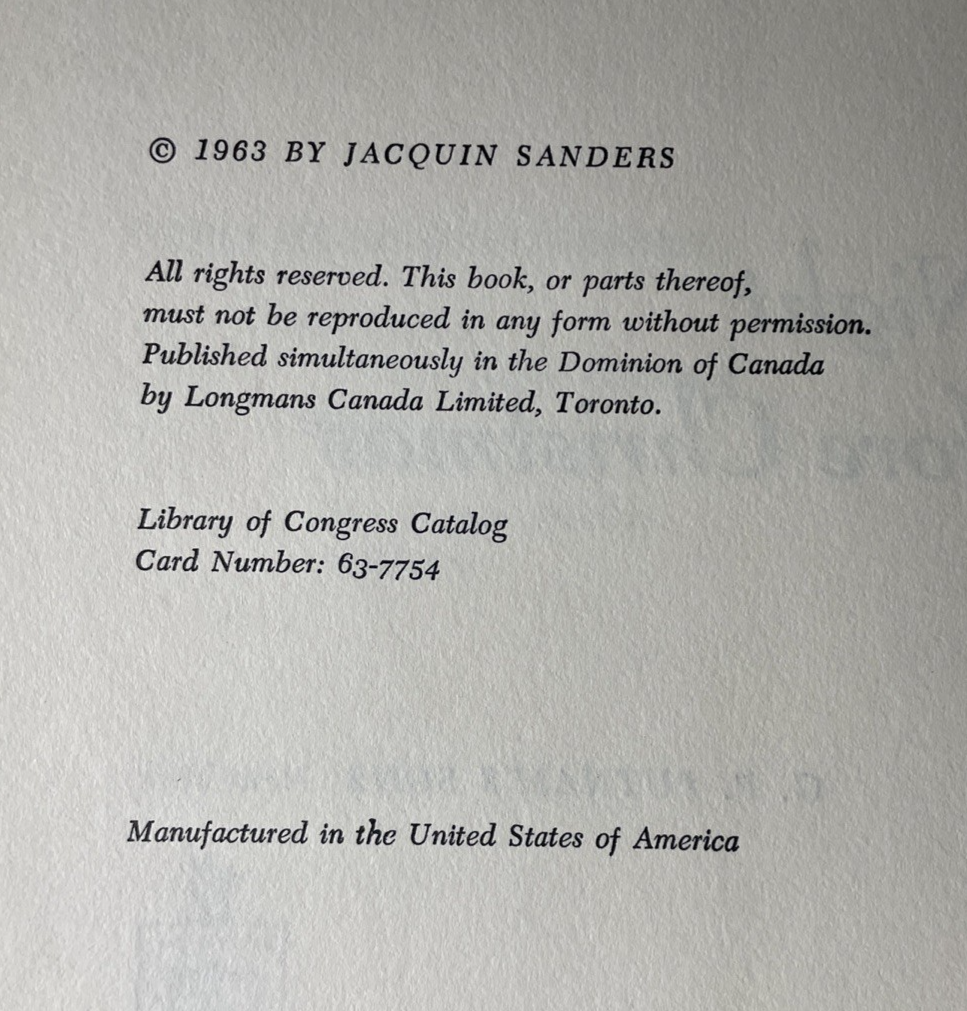 © 1963 BY JACQUIN SANDERS
All rights reserved. This book, or parts thereof,
must not be reproduced in any form without permission.
Published simultaneously in the Dominion of Canada
by Longmans Canada Limited, Toronto.
Library of Congress Catalog
Card Number: 63-7754
Manufactured in the United States of America